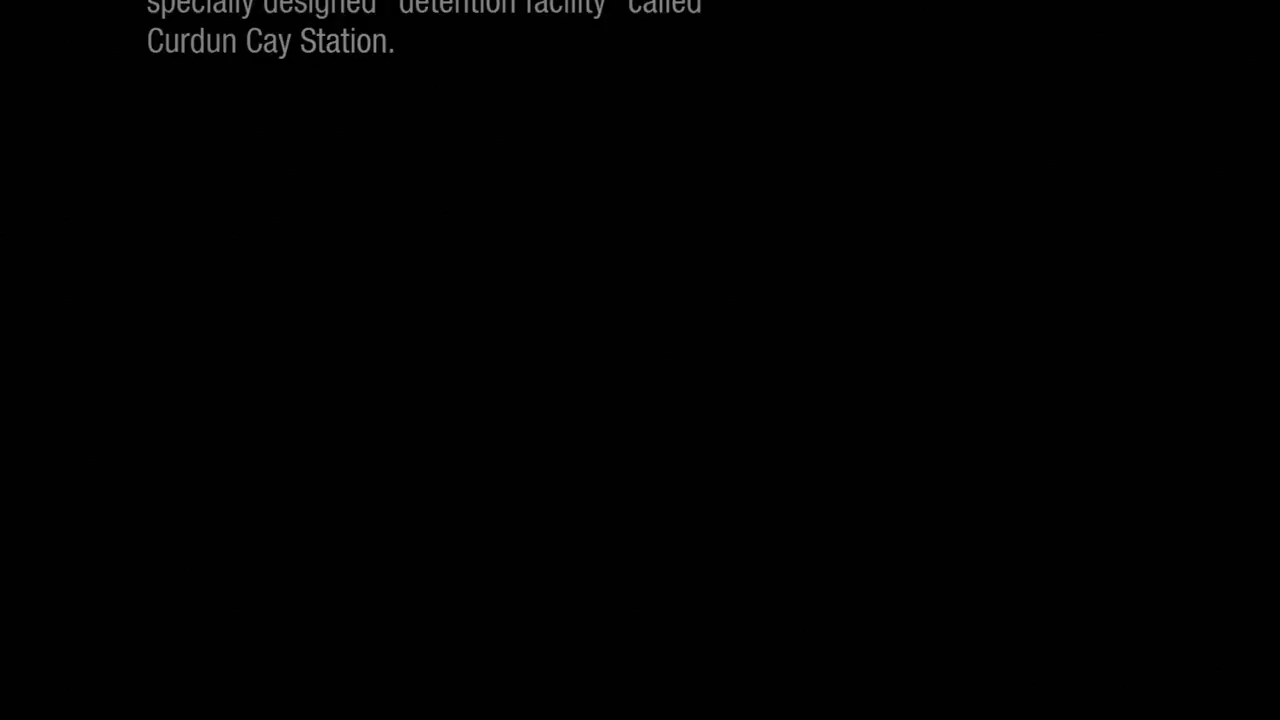 specially designed "detention facility" called
Curdun Cay Station.